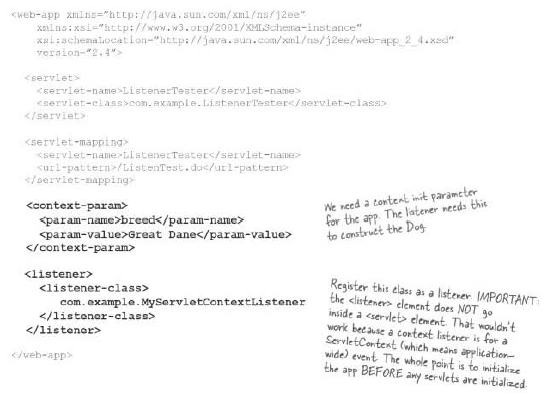 <web-app xmlns="http://java.sun.com/xml/ns/j2ee"
xmlns:xsi="http://www.w3.org/2001/XMLSchema-instance"
xsi:schemaLocation="http://java.sun.com/xml/ns/j2ee/web-app_2_4.xsd"
version="2.4">
<servlet>
<servlet-name>ListenerTester</servlet-name>
<servlet-class>com.example.ListenerTester</servlet-class>
</servlet>
<servlet-mapping>
<servlet-name>ListenerTester</servlet-name>
<url-pattern>/ListenTest.do</url-pattern>
</servlet-mapping>
<context-param>
<param-name>breed</param-name>
<param-value>Great Dane</param-value>
</context-param>
We need a context init parameter
for the app. The listener needs this
to construct the Dog.
<listener>
<listener-class>
com.example.MyServletContextListener
</listener-class>
</listener>
Register this class as a listener. IMPORTANT:
the <listener> element does NOT go
inside a <servlet> element. That wouldn't
work because a context listener is for a
ServletContext (which means application-
wide) event. The whole point is to initialize
the app BEFORE any servlets are initialized.
</web-app>